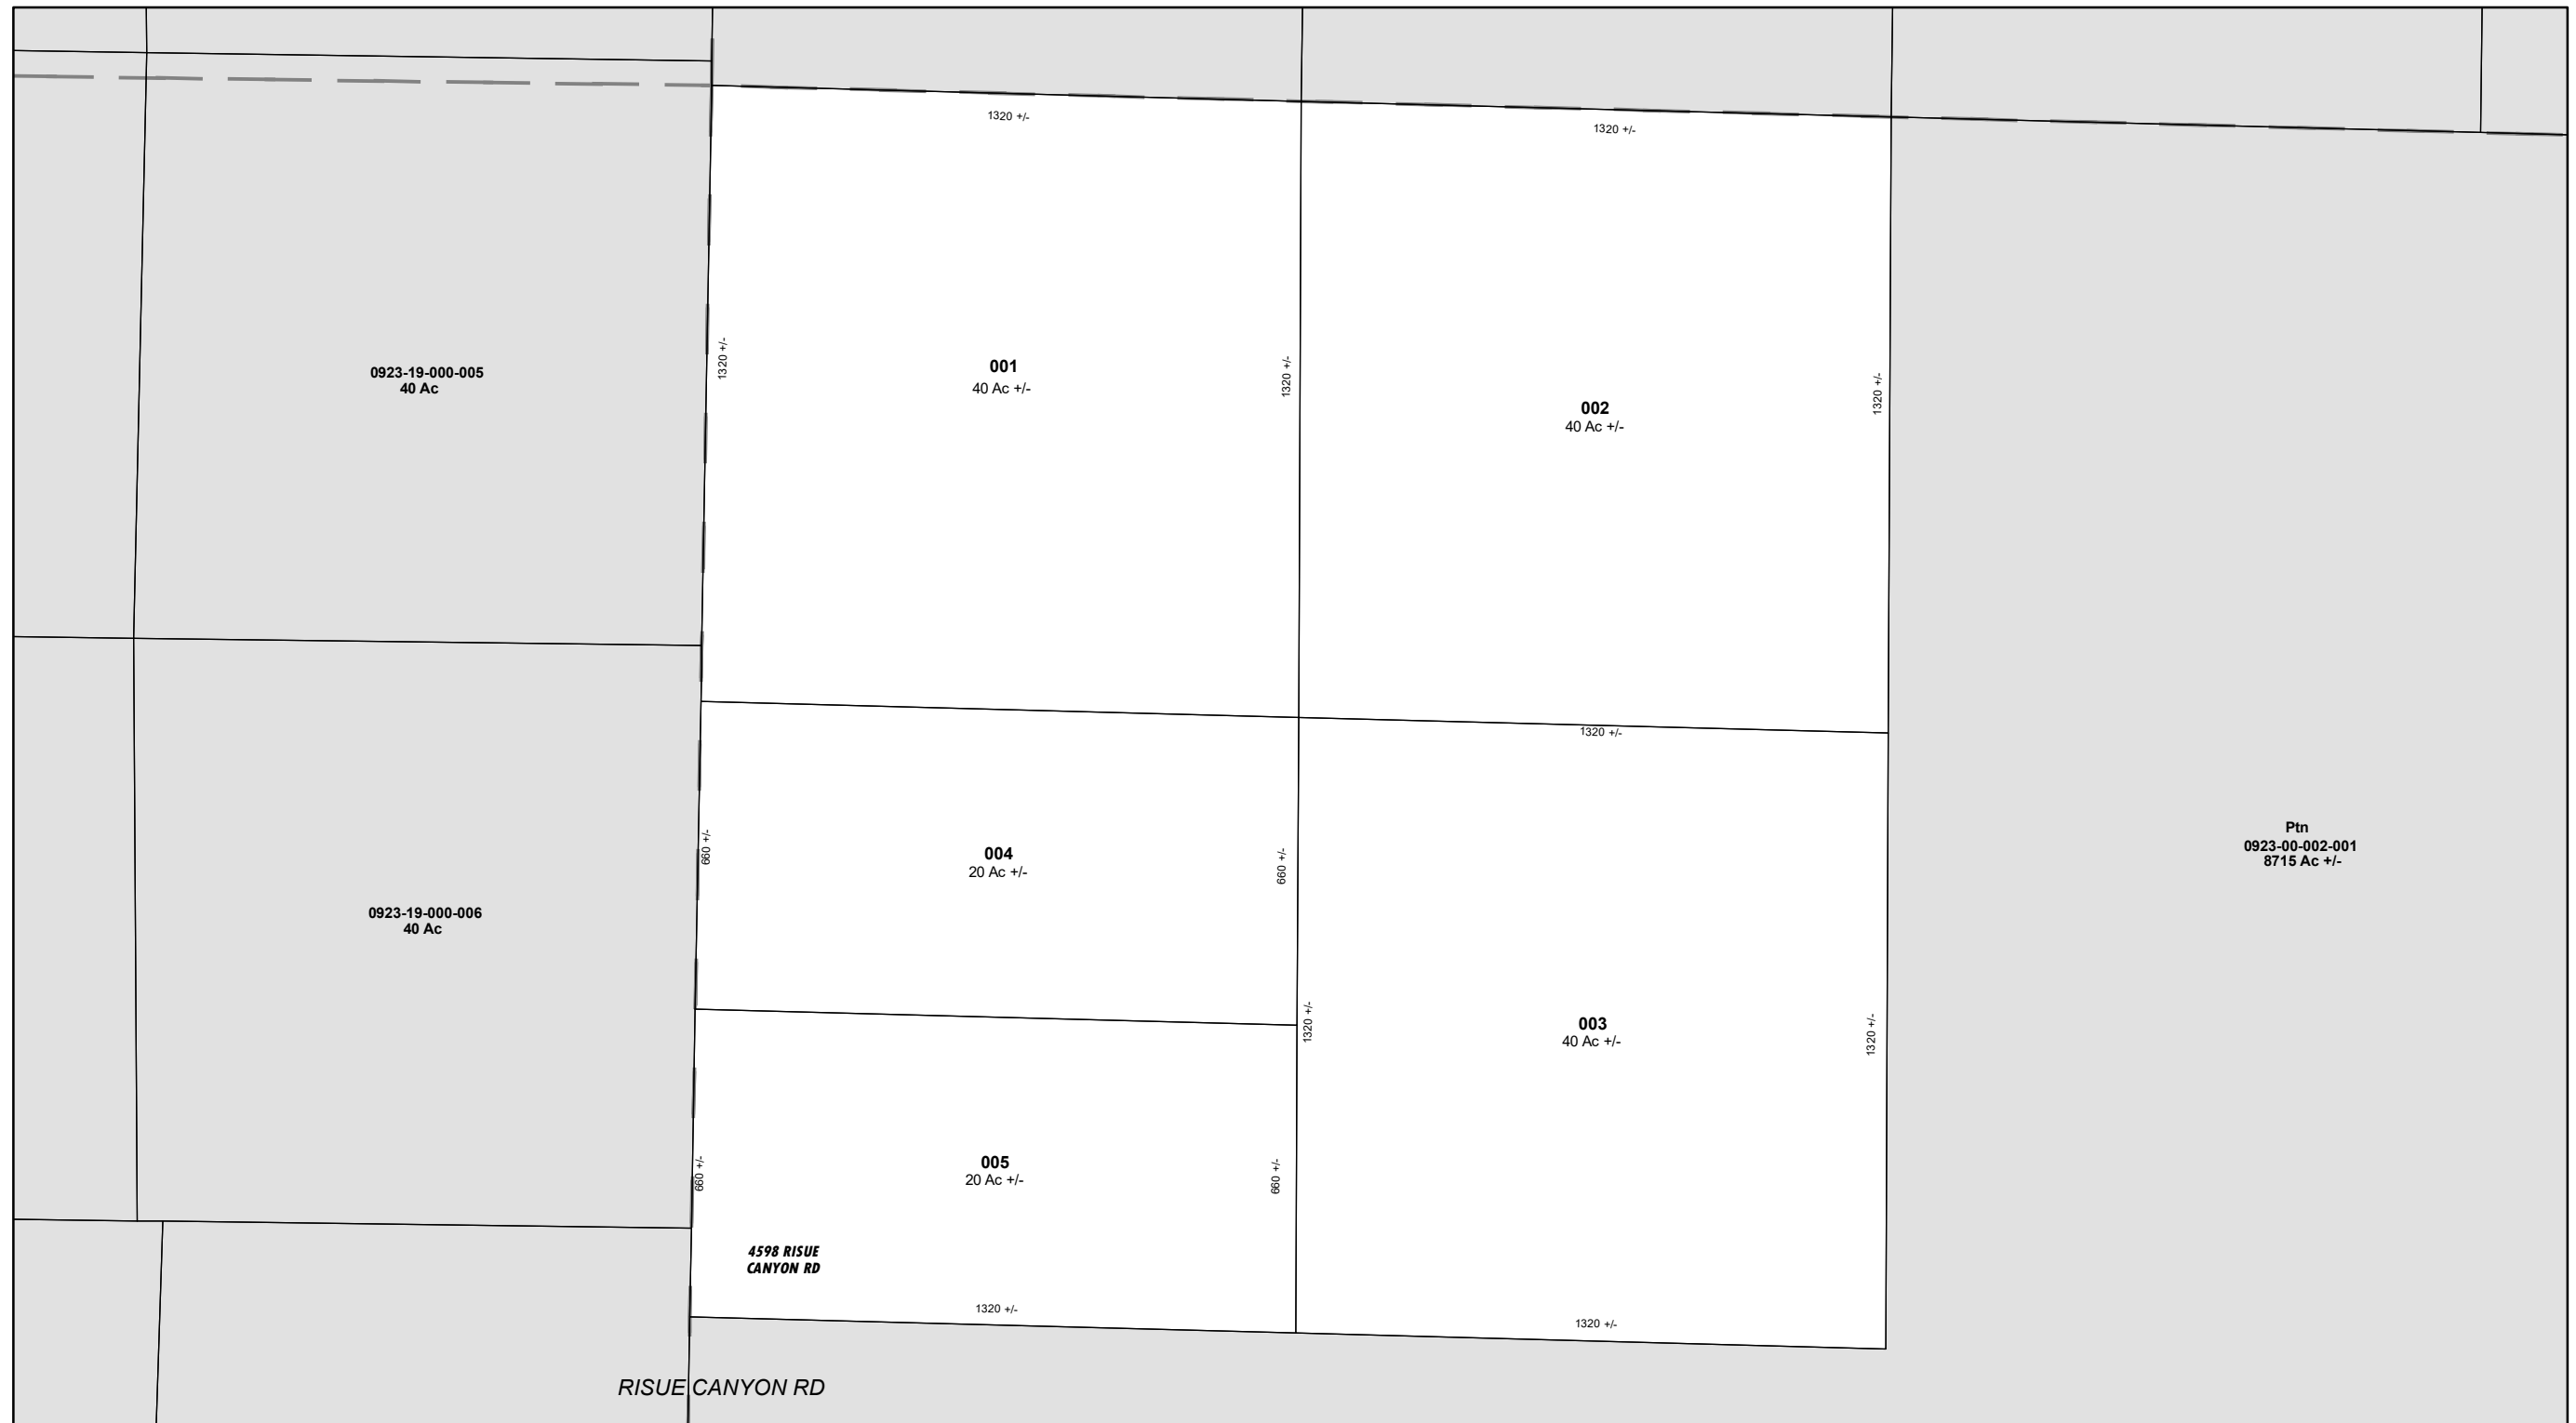 1320 +/-
1320 +/-
1320 +/-
001
40 Ac +/-
1320 +/-
0923-19-000-005
40 Ac
002
40 Ac +/-
1320 +/-
1320 +/-
660 +/-
004
20 Ac +/-
660 +/-
Ptn
0923-00-002-001
8715 Ac +/-
0923-19-000-006
40 Ac
1320 +/-
003
40 Ac +/-
1320 +/-
660 +/-
005
20 Ac +/-
660 +/-
4598 RISUE
CANYON RD
1320 +/-
1320 +/-
RISUE CANYON RD